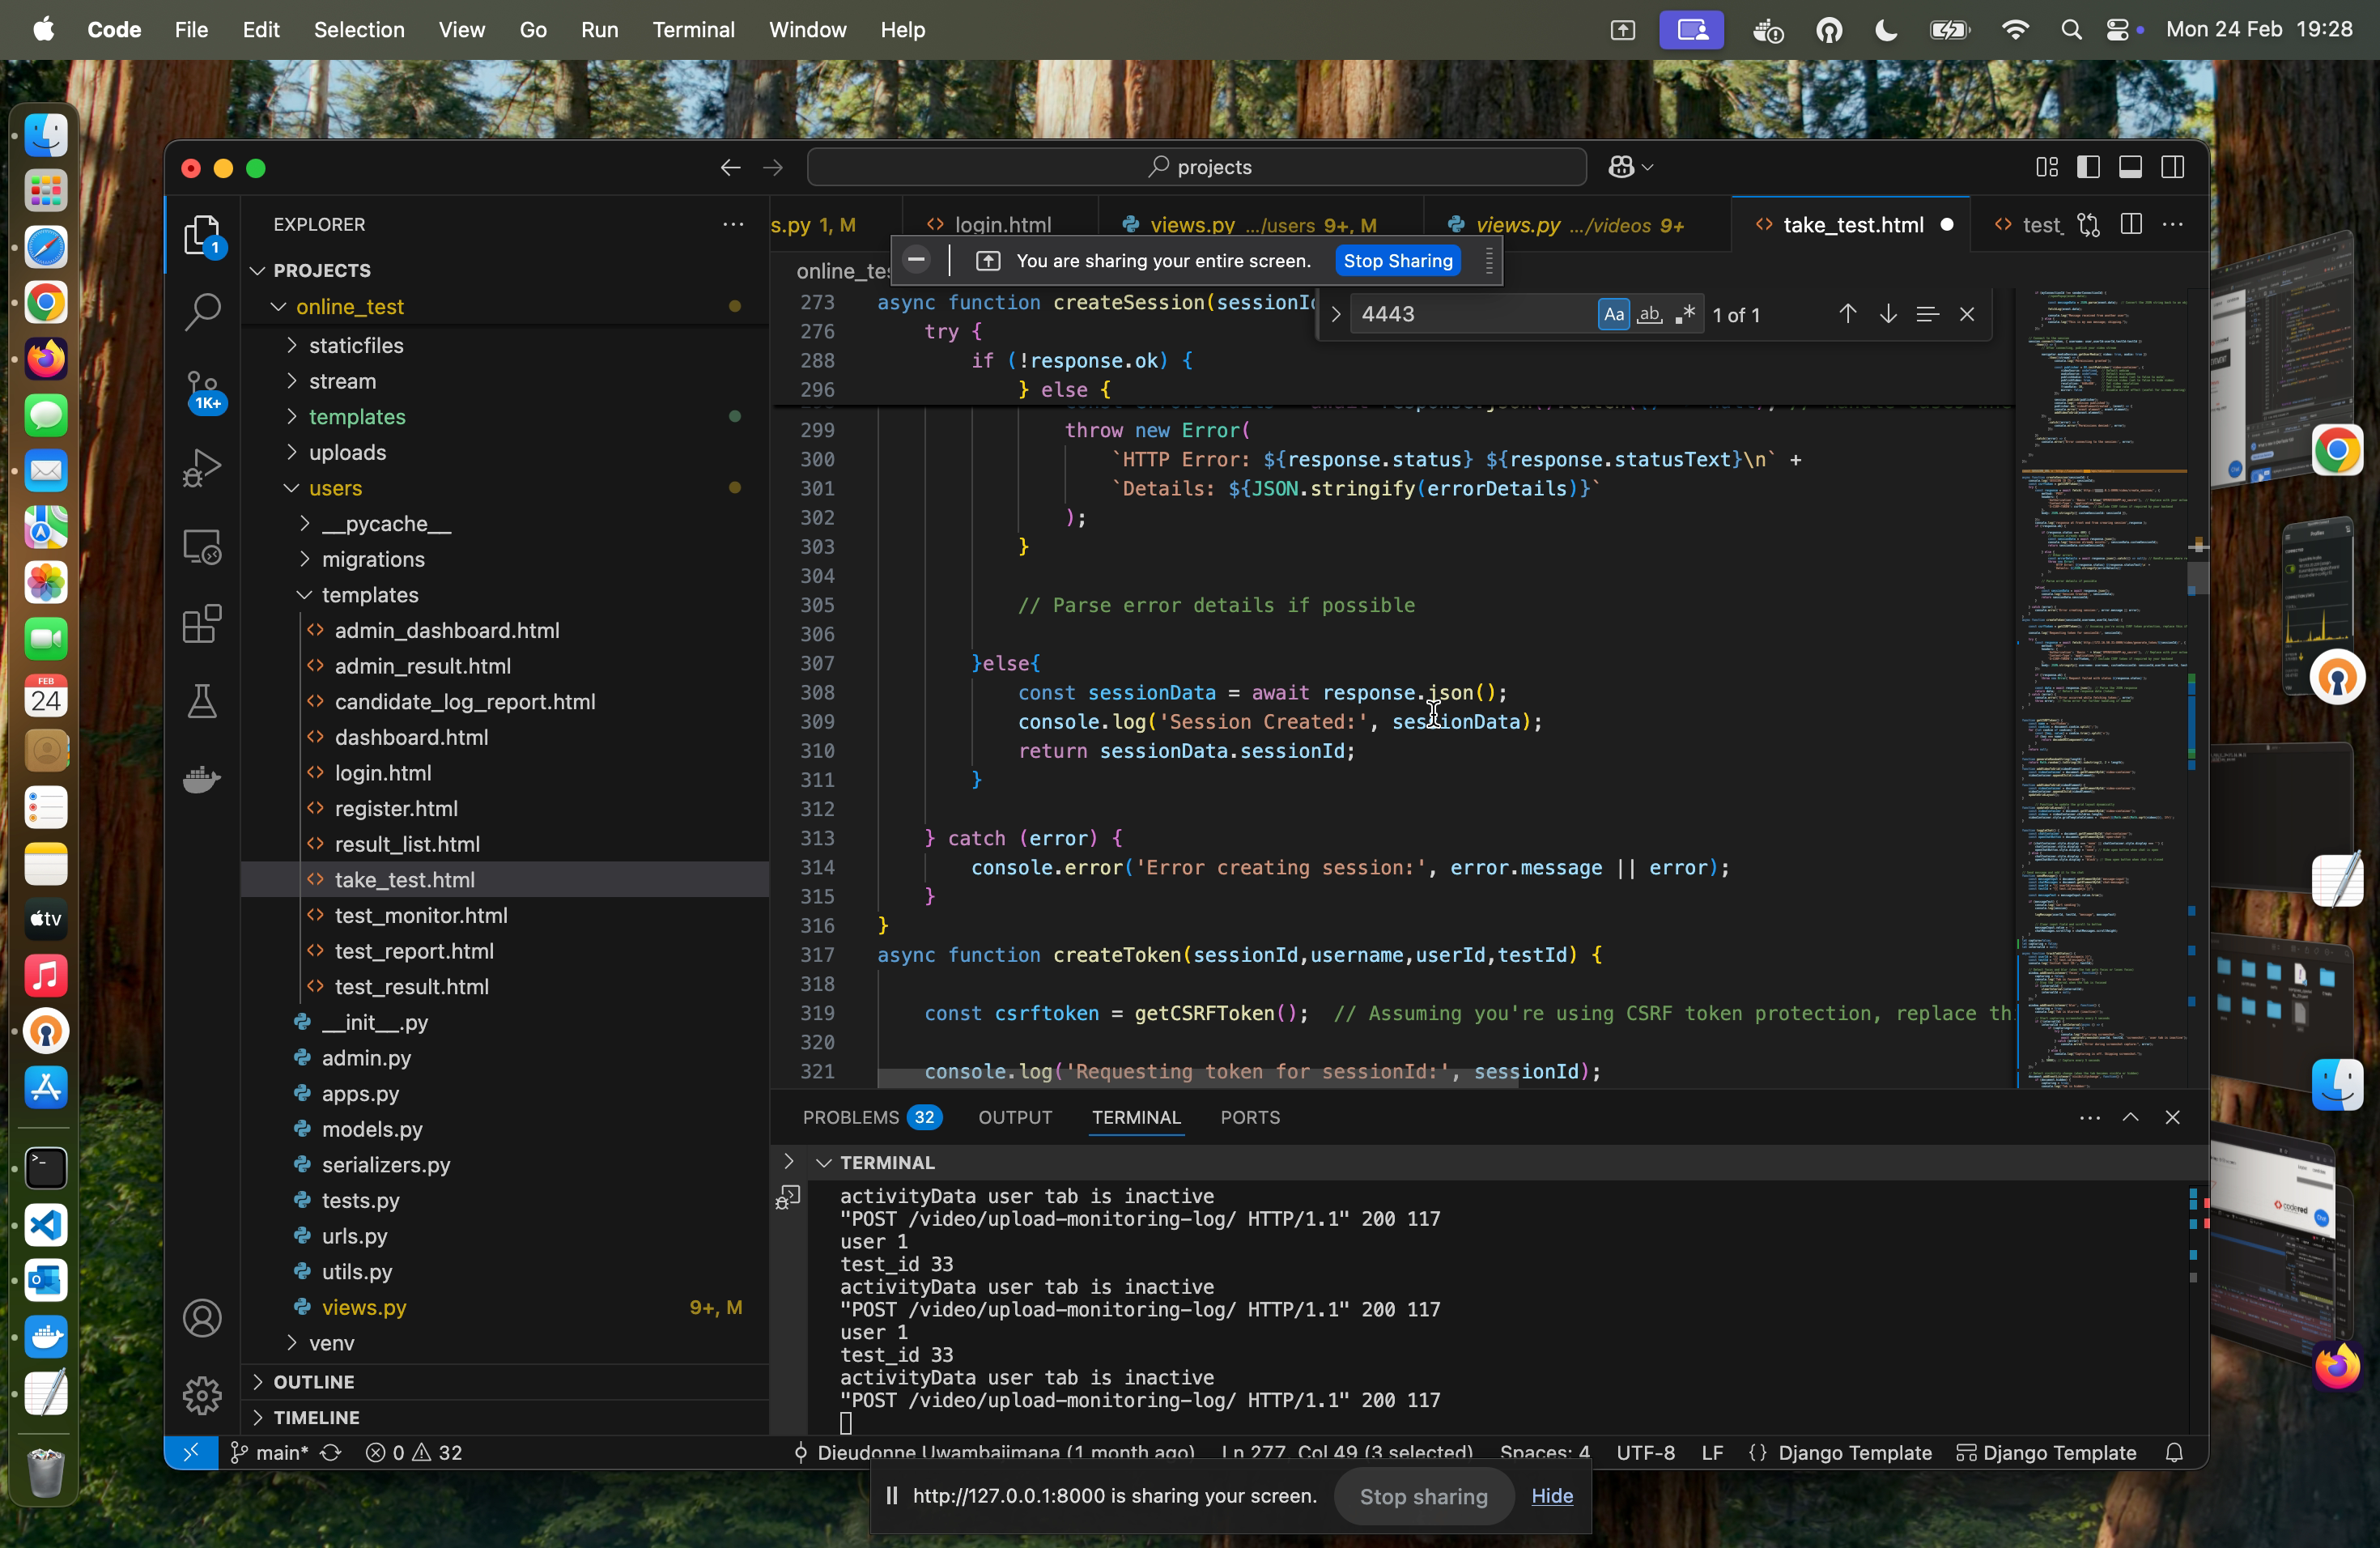 Code File Edit Selection View Go Run Terminal Window Help Mon 24 Feb 19:28
projects
EXPLORER
PROJECTS
online_test
staticfiles
stream
templates
uploads
users
__pycache__
migrations
templates
admin_dashboard.html
admin_result.html
candidate_log_report.html
dashboard.html
login.html
register.html
result_list.html
take_test.html
test_monitor.html
test_report.html
test_result.html
__init__.py
admin.py
apps.py
models.py
serializers.py
tests.py
urls.py
utils.py
views.py 9+, M
venv
OUTLINE
TIMELINE
1
1K+
FEB
24
tv
s.py 1, M login.html views.py .../users 9+, M views.py .../videos 9+ take_test.html test_
online_tes
You are sharing your entire screen. Stop Sharing
4443 Aa ab 1 of 1
273 async function createSession(sessionId
276 try {
288 if (!response.ok) {
296 } else {
299 throw new Error(
300 `HTTP Error: ${response.status} ${response.statusText}\n` +
301 `Details: ${JSON.stringify(errorDetails)}`
302 );
303 }
304
305 // Parse error details if possible
306
307 }else{
308 const sessionData = await response.json();
309 console.log('Session Created:', sessionData);
310 return sessionData.sessionId;
311 }
312
313 } catch (error) {
314 console.error('Error creating session:', error.message || error);
315 }
316 }
317 async function createToken(sessionId,username,userId,testId) {
318
319 const csrftoken = getCSRFToken(); // Assuming you're using CSRF token protection, replace th
320
321 console.log('Requesting token for sessionId:', sessionId);
PROBLEMS 32 OUTPUT TERMINAL PORTS
TERMINAL
activityData user tab is inactive
"POST /video/upload-monitoring-log/ HTTP/1.1" 200 117
user 1
test_id 33
activityData user tab is inactive
"POST /video/upload-monitoring-log/ HTTP/1.1" 200 117
user 1
test_id 33
activityData user tab is inactive
"POST /video/upload-monitoring-log/ HTTP/1.1" 200 117
main* 0 32 Dieudonne Uwambajimana (1 month ago) Ln 277, Col 49 (3 selected) Spaces: 4 UTF-8 LF {} Django Template Django Template
http://127.0.0.1:8000 is sharing your screen. Stop sharing Hide